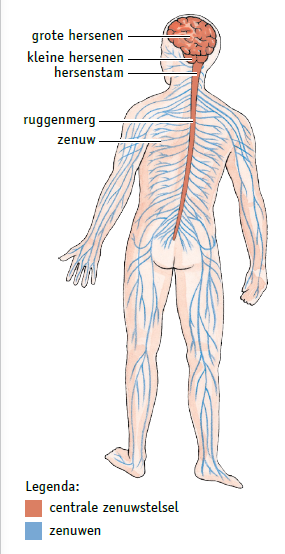 grote hersenen
kleine hersenen
hersenstam
ruggenmerg
zenuw
Legenda:
centrale zenuwstelsel
zenuwen